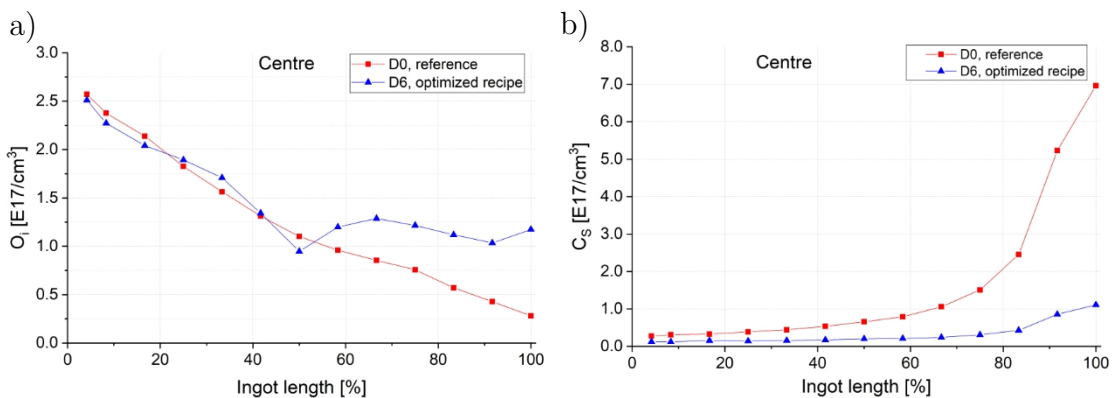 a)
3.0
2.5
2.0
1.5
1.0
0.5
0.0
O_i [E17/cm³]
Centre
D0, reference
D6, optimized recipe
0 20 40 60 80 100
Ingot length [%]
b)
8.0
7.0
6.0
5.0
4.0
3.0
2.0
1.0
0.0
C_S [E17/cm³]
Centre
D0, reference
D6, optimized recipe
0 20 40 60 80 100
Ingot length [%]